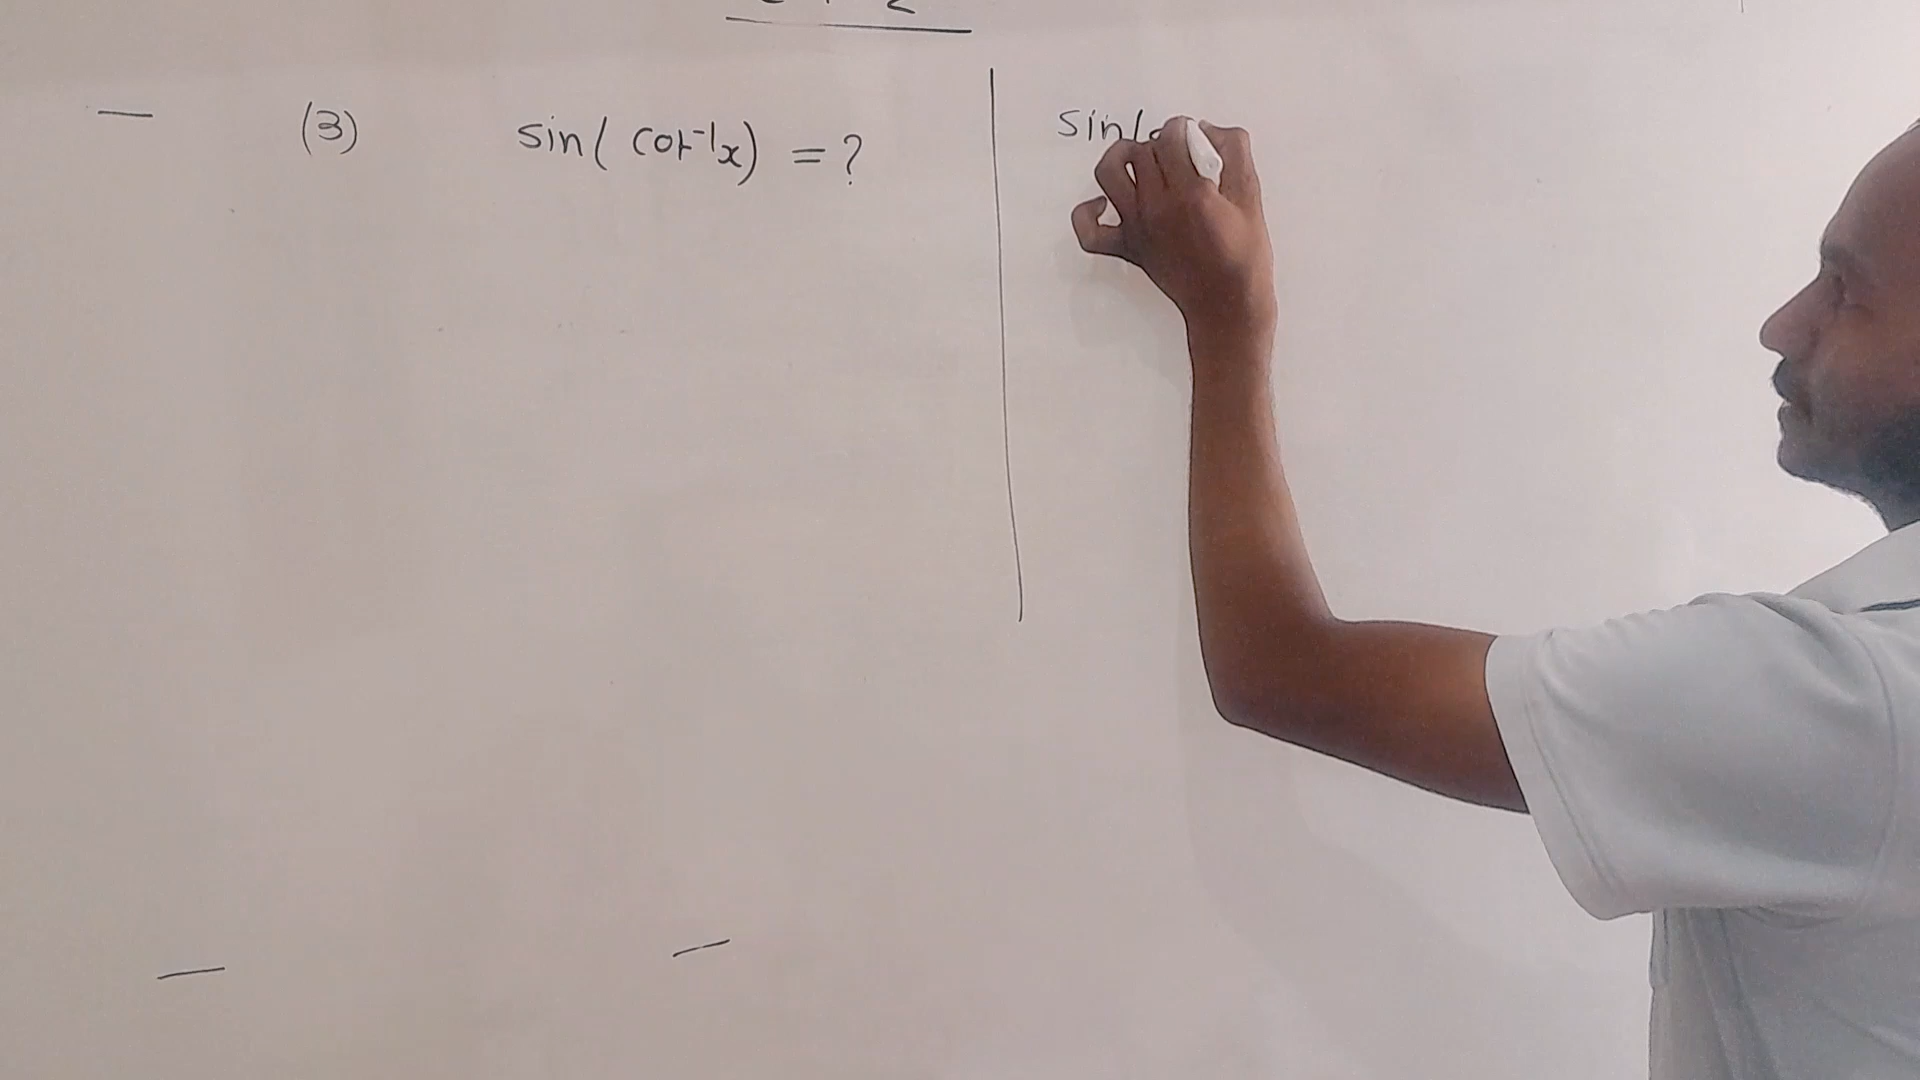 (3) sin( cot⁻¹x) = ?
sin(